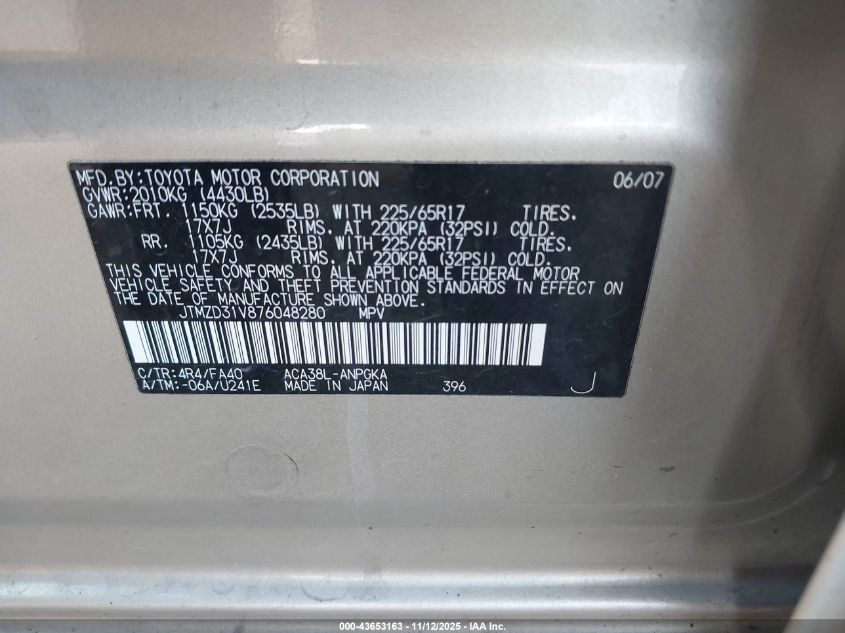 MFD.BY:TOYOTA MOTOR CORPORATION 06/07
GVWR:2010KG (4430LB)
GAWR:FRT. 1150KG (2535LB) WITH 225/65R17 TIRES.
17X7J RIMS. AT 220KPA (32PSI) COLD.
RR. 1105KG (2435LB) WITH 225/65R17 TIRES.
17X7J RIMS. AT 220KPA (32PSI) COLD.
THIS VEHICLE CONFORMS TO ALL APPLICABLE FEDERAL MOTOR
VEHICLE SAFETY AND THEFT PREVENTION STANDARDS IN EFFECT ON
THE DATE OF MANUFACTURE SHOWN ABOVE.
JTMZD31V876048280 MPV
C/TR:4R4/FA40 ACA38L-ANPGKA
A/TM:-06A/U241E MADE IN JAPAN 396 J
000-43653163 - 11/12/2025 - IAA Inc.